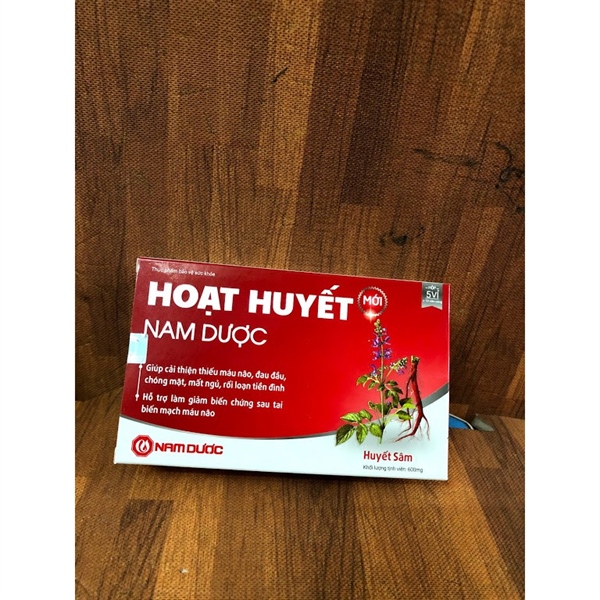 Thực phẩm bảo vệ sức khỏe
HOẠT HUYẾT
MỚI
NAM DƯỢC
HỘP
5 VỈ
Giúp cải thiện thiếu máu não, đau đầu,
chóng mặt, mất ngủ, rối loạn tiền đình
Hỗ trợ làm giảm biến chứng sau tai
biến mạch máu não
NAM DƯỢC
Huyết Sâm
Khối lượng tịnh viên: 600mg